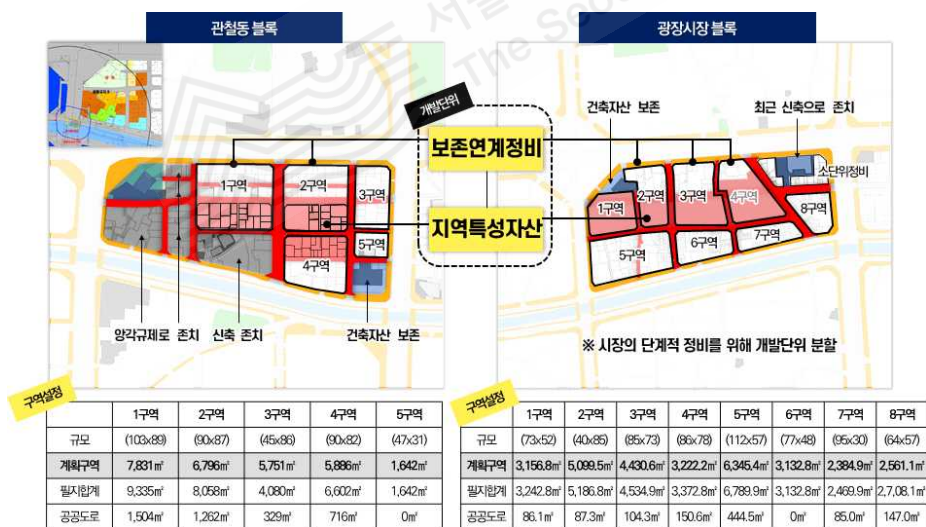 관철동 블록
광장시장 블록
서울
The Seo
개발단위
보존연계정비
지역특성자산
1구역
2구역
3구역
4구역
5구역
앙각규제로 존치
신축 존치
건축자산 보존
건축자산 보존
최근 신축으로 존치
소단위정비
1구역
2구역
3구역
4구역
5구역
6구역
7구역
8구역
※ 시장의 단계적 정비를 위해 개발단위 분할
구역설정
1구역 2구역 3구역 4구역 5구역
규모 (103x89) (90x87) (45x86) (90x82) (47x31)
계획구역 7,831㎡ 6,796㎡ 5,751㎡ 5,886㎡ 1,642㎡
필지합계 9,335㎡ 8,058㎡ 4,080㎡ 6,602㎡ 1,642㎡
공공도로 1,504㎡ 1,262㎡ 329㎡ 716㎡ 0㎡
구역설정
1구역 2구역 3구역 4구역 5구역 6구역 7구역 8구역
규모 (73x52) (40x85) (85x73) (86x78) (112x57) (77x48) (95x30) (64x57)
계획구역 3,156.8㎡ 5,099.5㎡ 4,430.6㎡ 3,222.2㎡ 6,345.4㎡ 3,132.8㎡ 2,384.9㎡ 2,561.1㎡
필지합계 3,242.8㎡ 5,186.8㎡ 4,534.9㎡ 3,372.8㎡ 6,789.9㎡ 3,132.8㎡ 2,469.9㎡ 2,7,08.1㎡
공공도로 86.1㎡ 87.3㎡ 104.3㎡ 150.6㎡ 444.5㎡ 0㎡ 85.0㎡ 147.0㎡